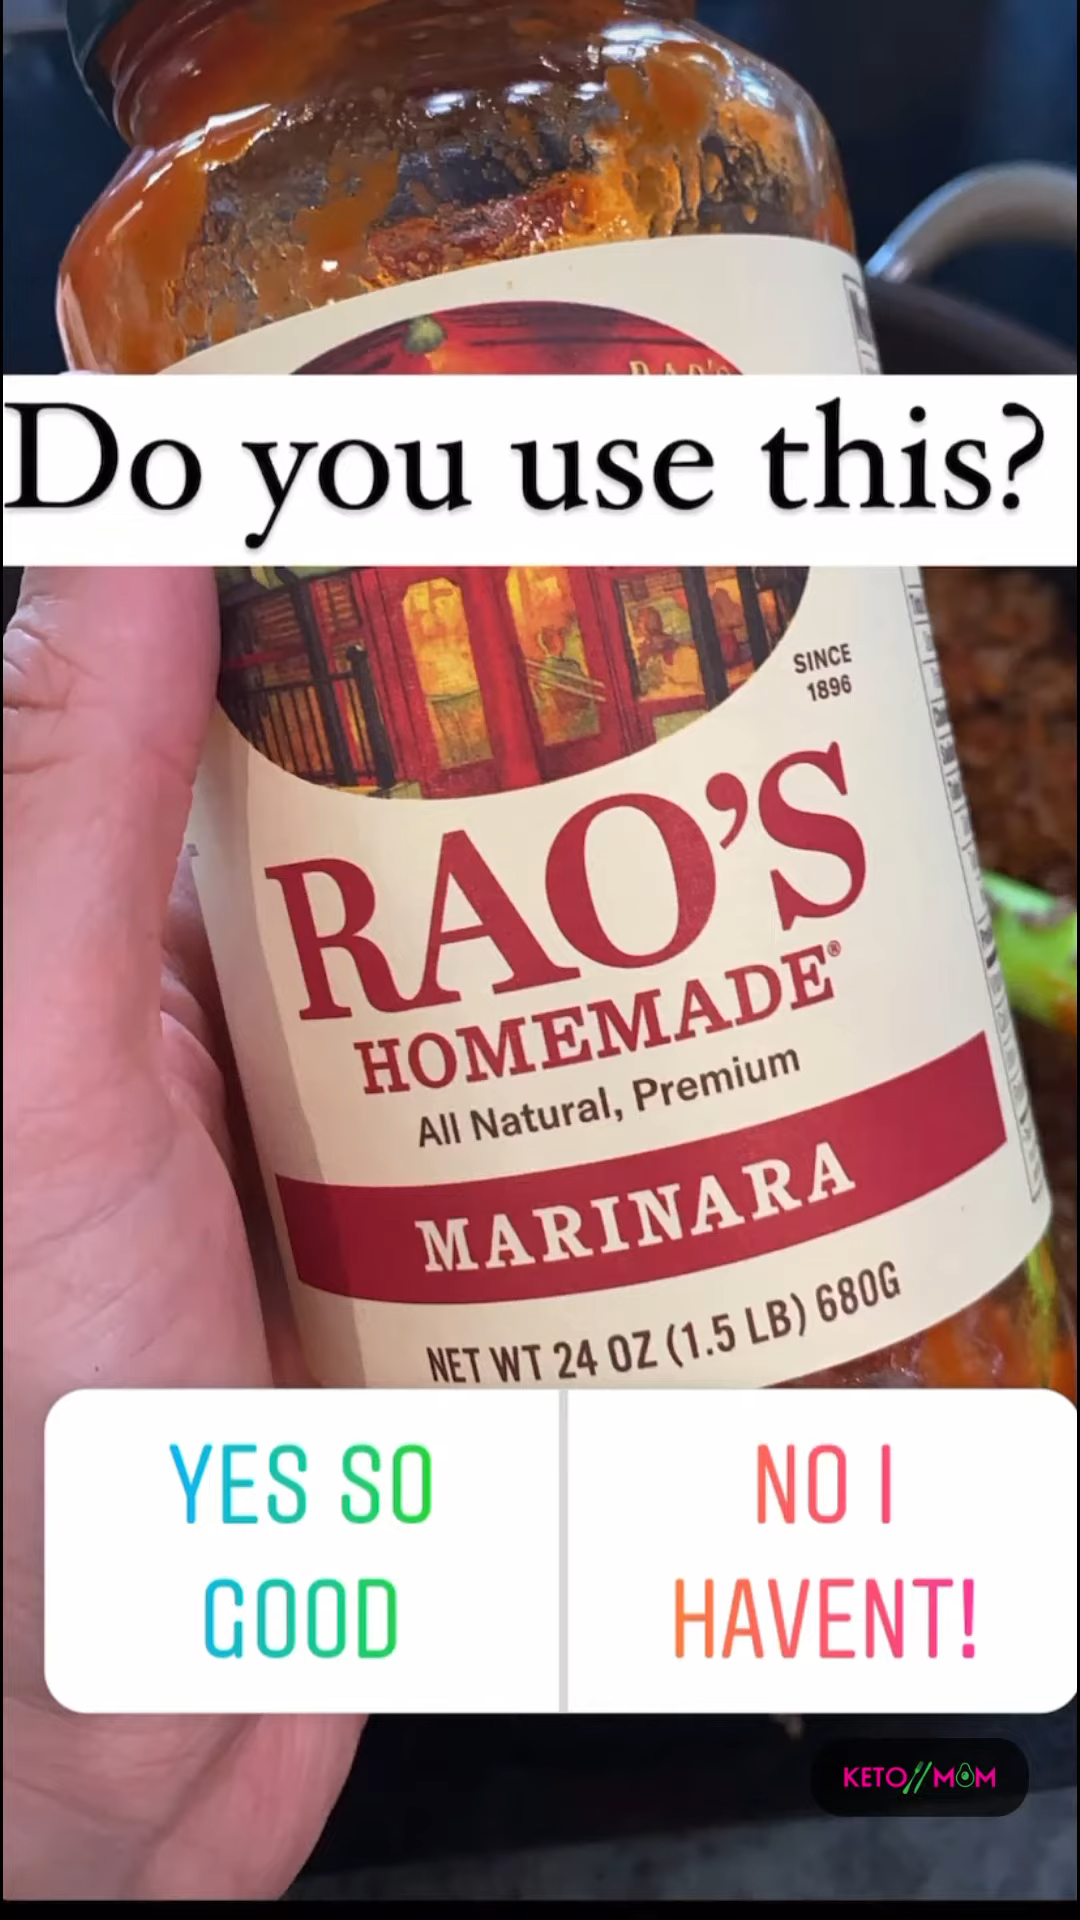 Do you use this?
SINCE
1896
RAO'S
HOMEMADE®
All Natural, Premium
MARINARA
NET WT 24 OZ (1.5 LB) 680G
YES SO
GOOD
NO I
HAVENT!
KETO//MOM